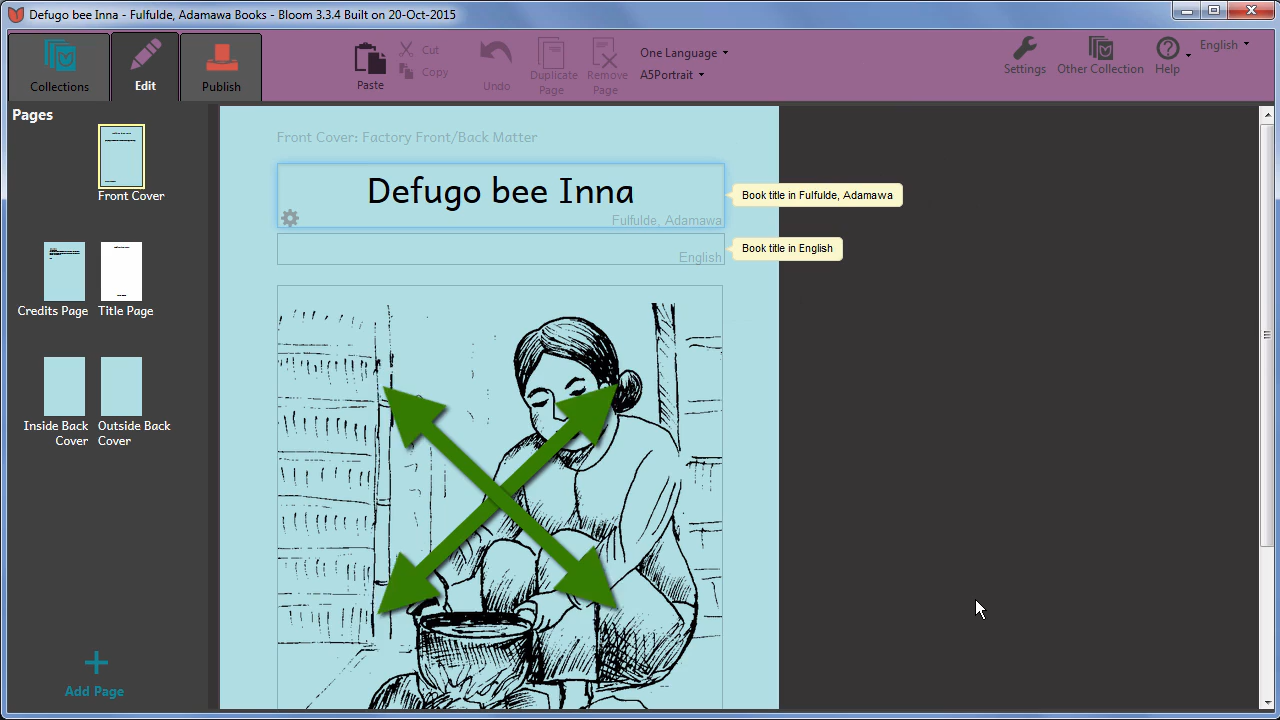 Defugo bee Inna - Fulfulde, Adamawa Books - Bloom 3.3.4 Built on 20-Oct-2015
Collections
Edit
Publish
Paste
Cut
Copy
Undo
Duplicate Page
Remove Page
One Language
A5Portrait
Settings
Other Collection
Help
English
Pages
Front Cover
Credits Page
Title Page
Inside Back Cover
Outside Back Cover
Add Page
Front Cover: Factory Front/Back Matter
Defugo bee Inna
Fulfulde, Adamawa
Book title in Fulfulde, Adamawa
English
Book title in English